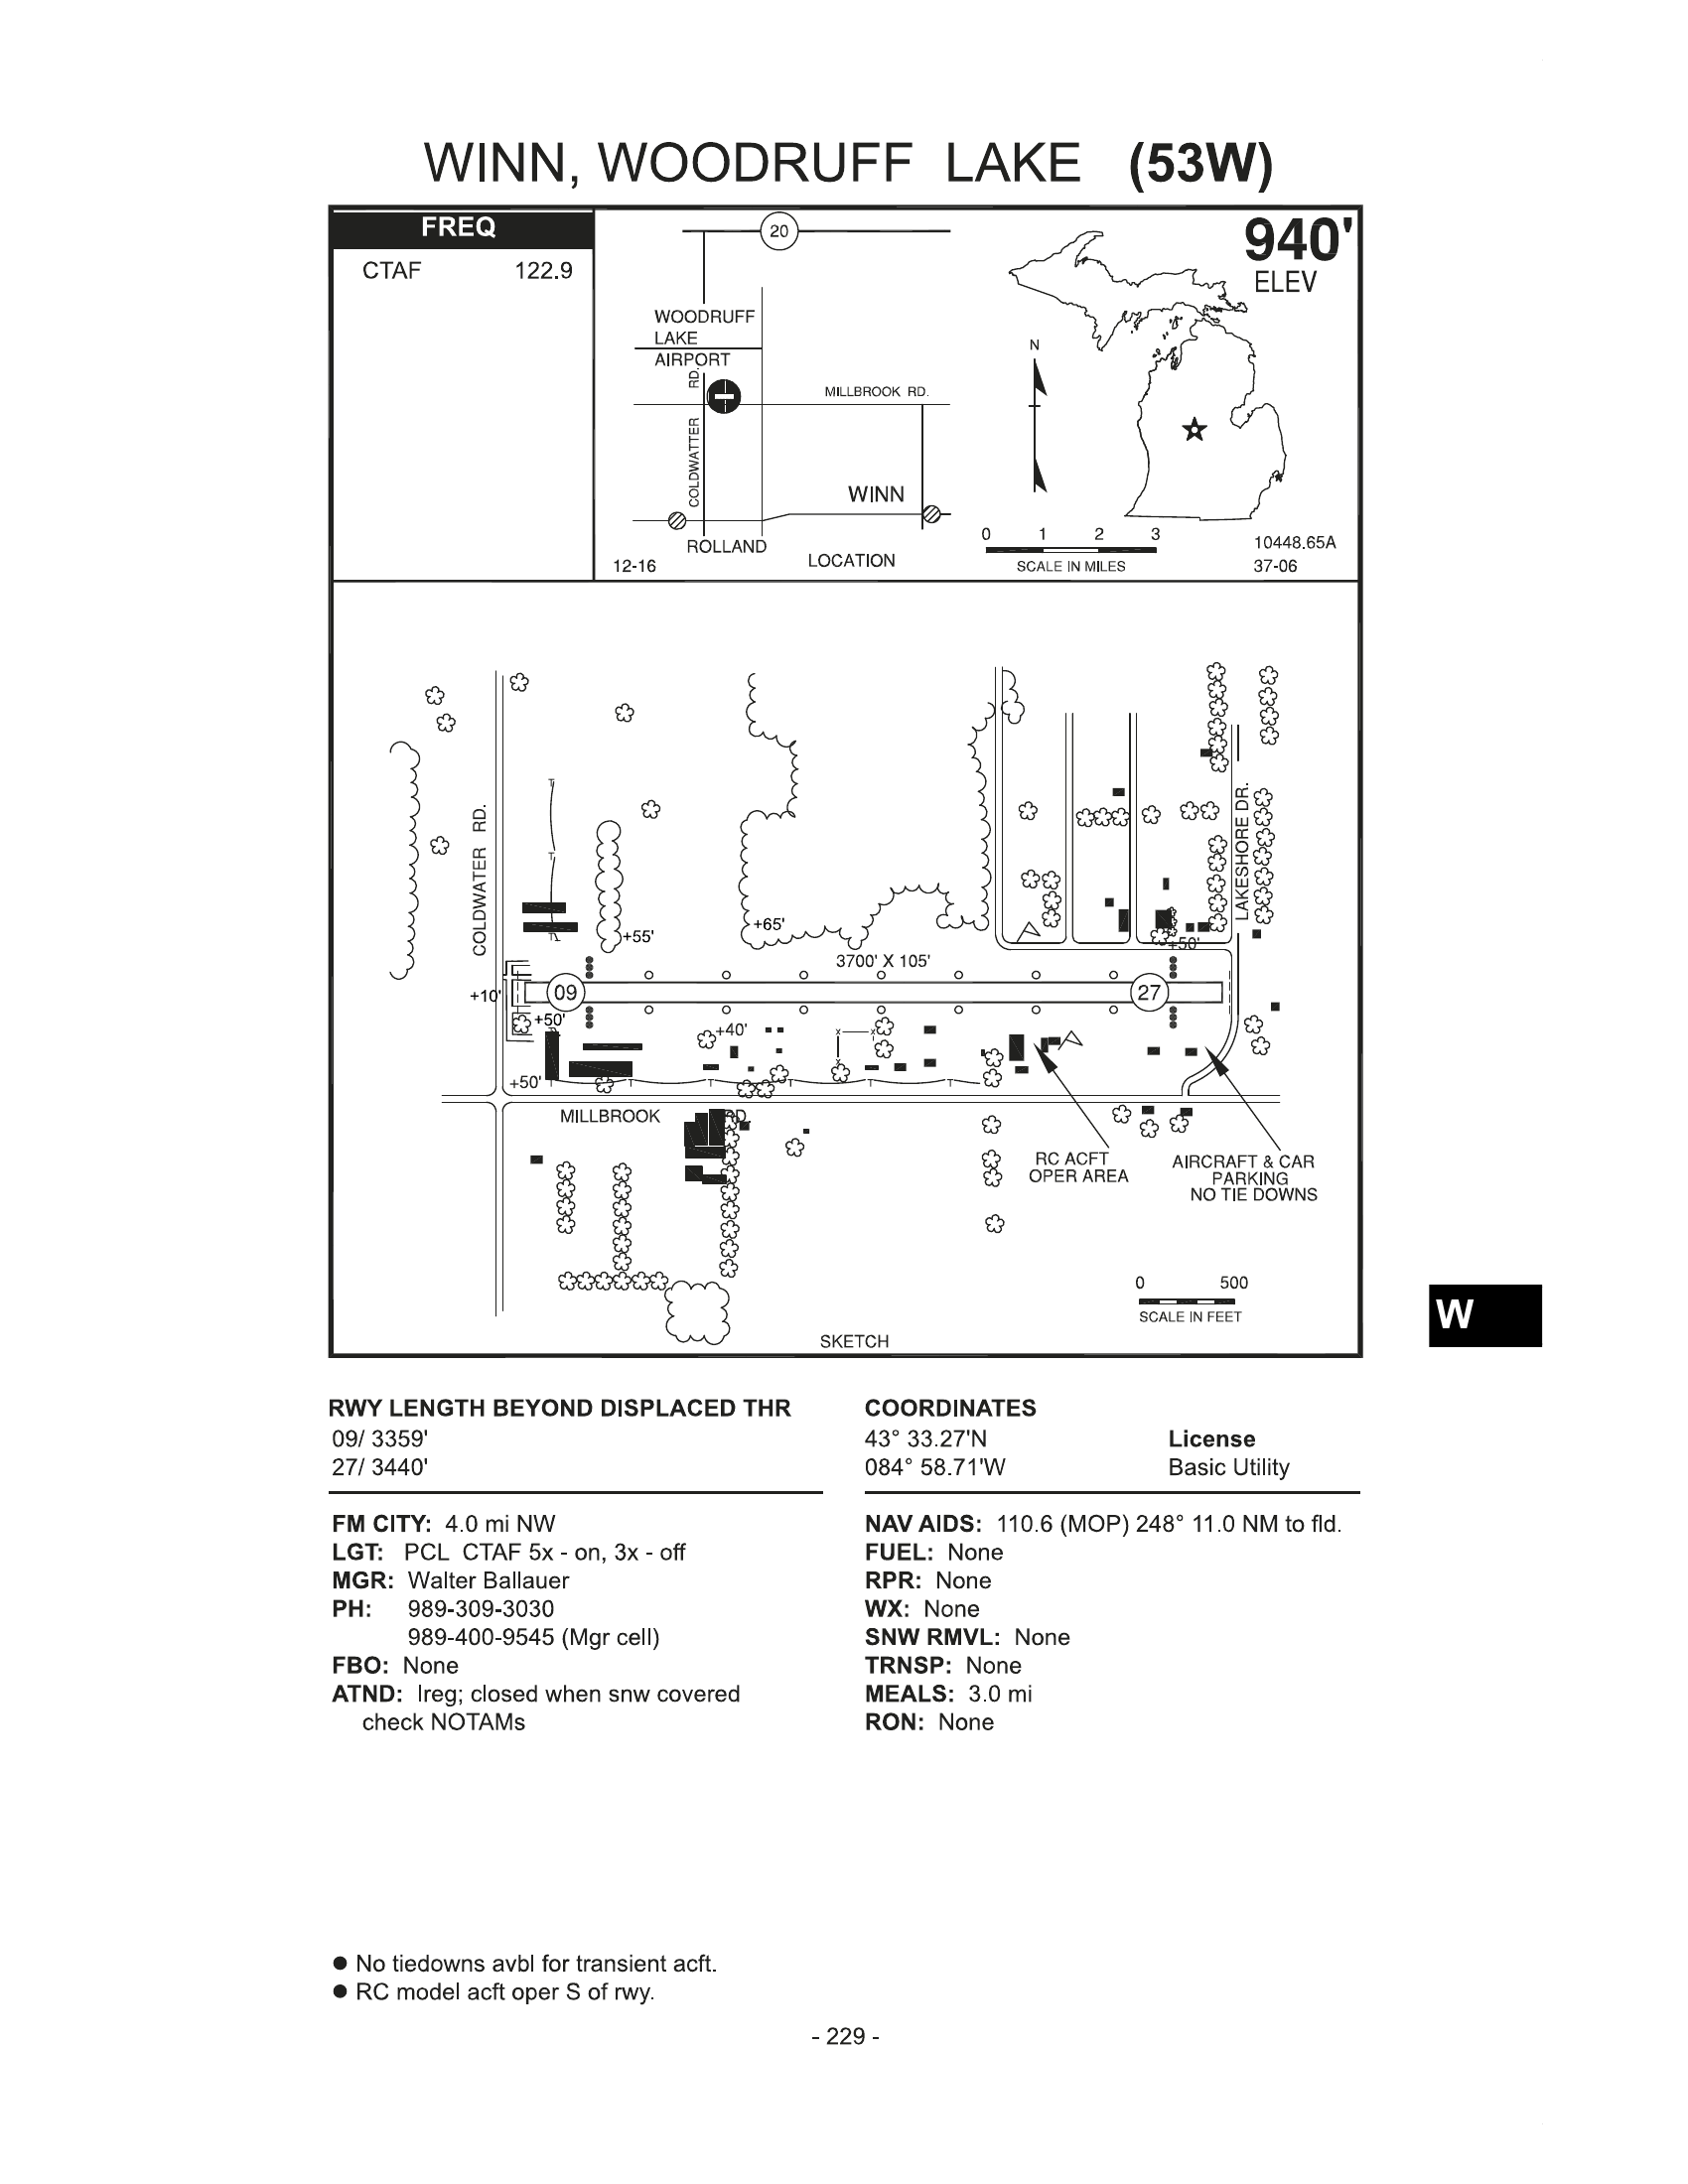 WINN, WOODRUFF LAKE (53W)
FREQ
CTAF 122.9
20
WOODRUFF
LAKE
AIRPORT
COLDWATTER RD.
MILLBROOK RD.
WINN
ROLLAND
12-16
LOCATION
N
0 1 2 3
SCALE IN MILES
940'
ELEV
10448.65A
37-06
COLDWATER RD.
LAKESHORE DR.
+55'
+65'
+50'
3700' X 105'
+10'
09
27
+50'
+40'
+50'
MILLBROOK RD.
RC ACFT
OPER AREA
AIRCRAFT & CAR
PARKING
NO TIE DOWNS
0 500
SCALE IN FEET
SKETCH
W
RWY LENGTH BEYOND DISPLACED THR
09/ 3359'
27/ 3440'
COORDINATES
43° 33.27'N
084° 58.71'W
License
Basic Utility
FM CITY: 4.0 mi NW
LGT: PCL CTAF 5x - on, 3x - off
MGR: Walter Ballauer
PH: 989-309-3030
989-400-9545 (Mgr cell)
FBO: None
ATND: Ireg; closed when snw covered
check NOTAMs
NAV AIDS: 110.6 (MOP) 248° 11.0 NM to fld.
FUEL: None
RPR: None
WX: None
SNW RMVL: None
TRNSP: None
MEALS: 3.0 mi
RON: None
● No tiedowns avbl for transient acft.
● RC model acft oper S of rwy.
- 229 -